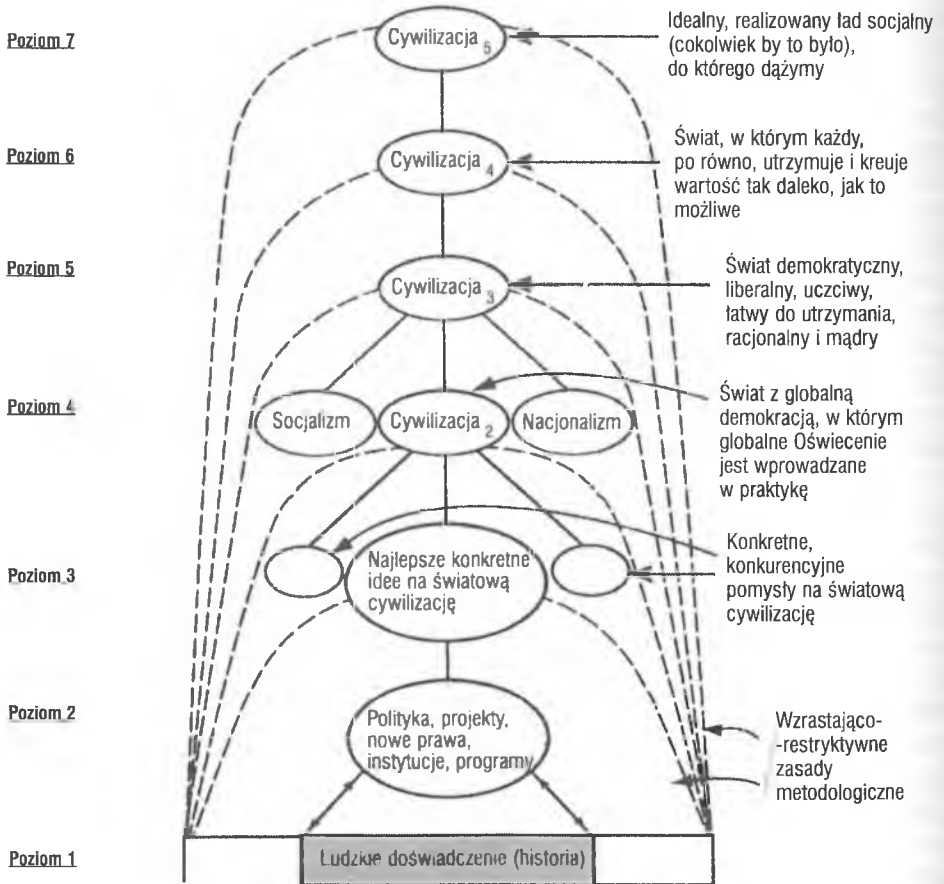 Poziom 7
Cywilizacja 5
Idealny, realizowany ład socjalny
(cokolwiek by to było),
do którego dążymy
Poziom 6
Cywilizacja 4
Świat, w którym każdy,
po równo, utrzymuje i kreuje
wartość tak daleko, jak to
możliwe
Poziom 5
Cywilizacja 3
Świat demokratyczny,
liberalny, uczciwy,
łatwy do utrzymania,
racjonalny i mądry
Poziom 4
Socjalizm
Cywilizacja 2
Nacjonalizm
Świat z globalną
demokracją, w którym
globalne Oświecenie
jest wprowadzane
w praktykę
Poziom 3
Najlepsze konkretne
idee na światową
cywilizację
Konkretne,
konkurencyjne
pomysły na światową
cywilizację
Poziom 2
Polityka, projekty,
nowe prawa,
instytucje, programy
Wzrastająco-
-restryktywne
zasady
metodologiczne
Poziom 1
Ludzkie doświadczenie (historia)